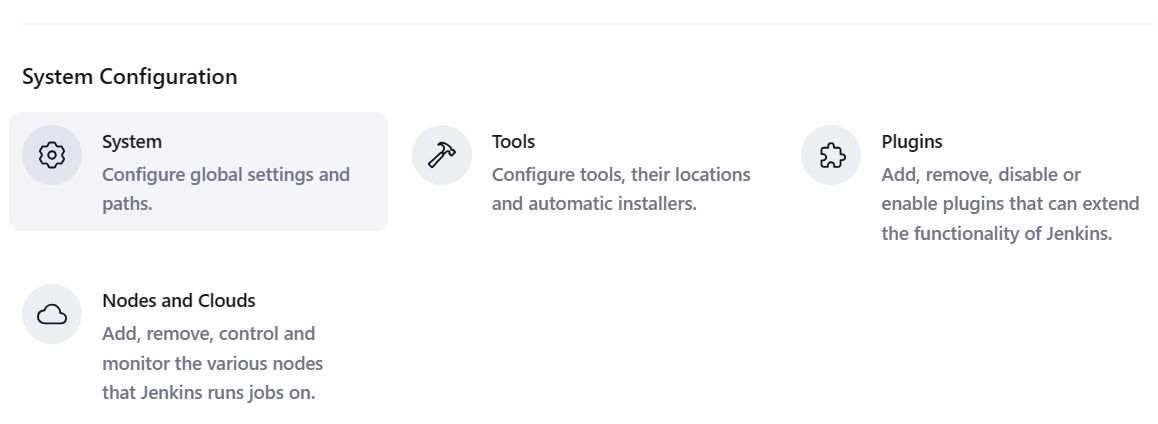 System Configuration
System
Configure global settings and
paths.
Tools
Configure tools, their locations
and automatic installers.
Plugins
Add, remove, disable or
enable plugins that can extend
the functionality of Jenkins.
Nodes and Clouds
Add, remove, control and
monitor the various nodes
that Jenkins runs jobs on.